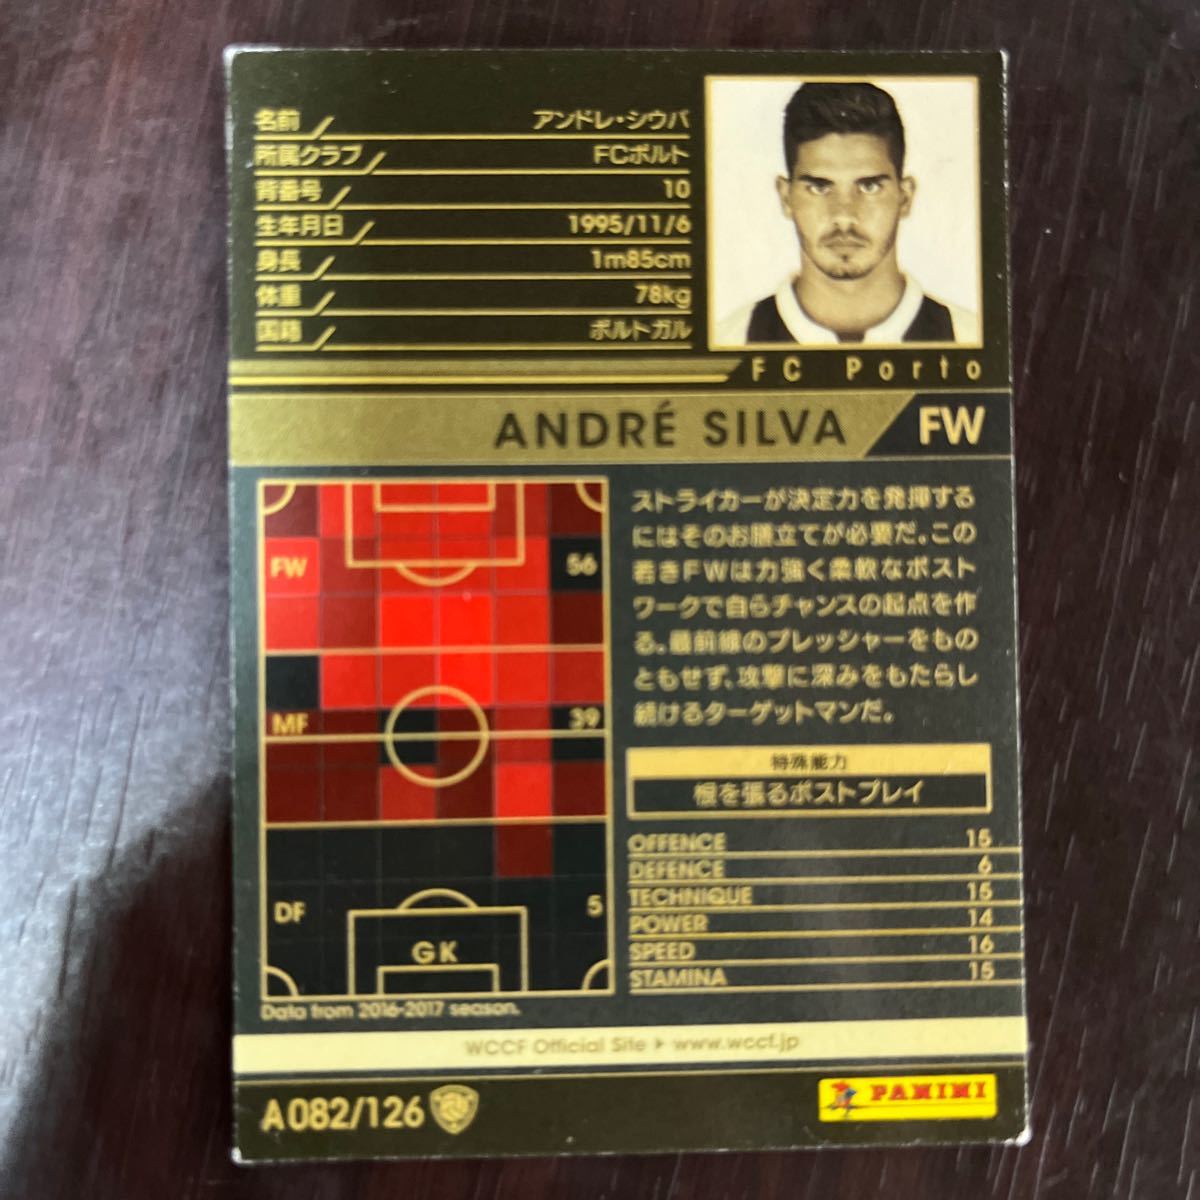 名前 アンドレ・シウバ
所属クラブ FCポルト
背番号 10
生年月日 1995/11/6
身長 1m85cm
体重 78kg
国籍 ポルトガル
FC Porto
ANDRÉ SILVA FW
FW 56
MF 39
DF 5
GK
Data from 2016-2017 season.
ストライカーが決定力を発揮する
にはそのお膳立てが必要だ。この
若きFWは力強く柔軟なポスト
ワークで自らチャンスの起点を作
る。最前線のプレッシャーをもの
ともせず、攻撃に深みをもたらし
続けるターゲットマンだ。
特殊能力
根を張るポストプレイ
OFFENCE 15
DEFENCE 6
TECHNIQUE 15
POWER 14
SPEED 16
STAMINA 15
WCCF Official Site ▶ www.wccf.jp
A082/126
PANINI